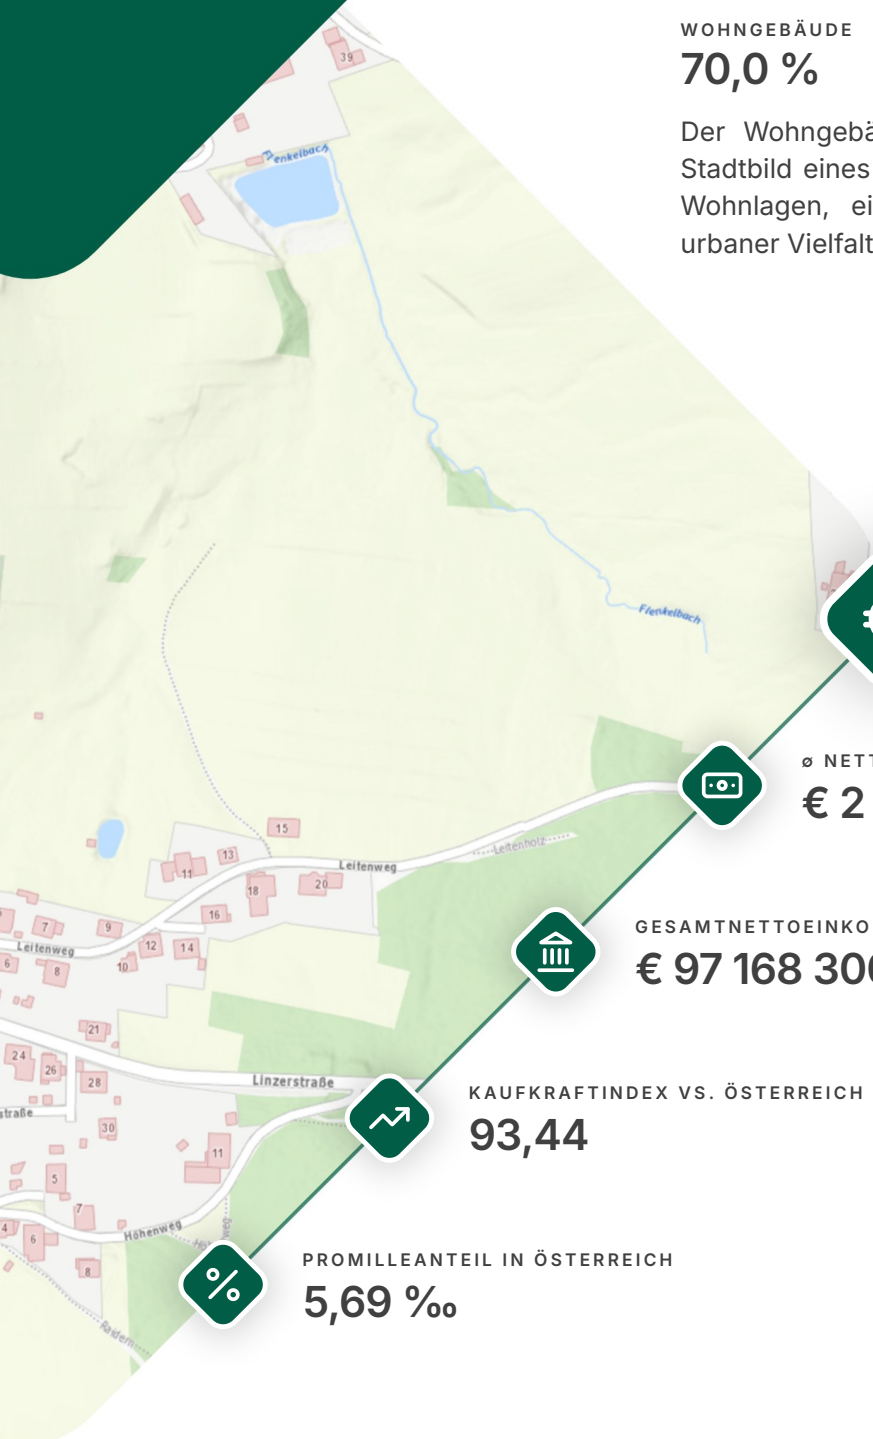 WOHNGEBÄUDE
70,0 %
Der Wohngebä
Stadtbild eines
Wohnlagen, ei
urbaner Vielfalt
39
Flenkelbach
Flenkelbach
ø NETT
€ 2
15
13
11
Leitenweg
Leitenholz
18
20
16
7
9
Leitenweg
12
14
6
8
10
GESAMTNETTOEINKO
€ 97 168 300
21
24
26
28
Linzerstraße
straße
30
KAUFKRAFTINDEX VS. ÖSTERREICH
93,44
11
5
7
4
6
Höhenweg
8
PROMILLEANTEIL IN ÖSTERREICH
5,69 ‰